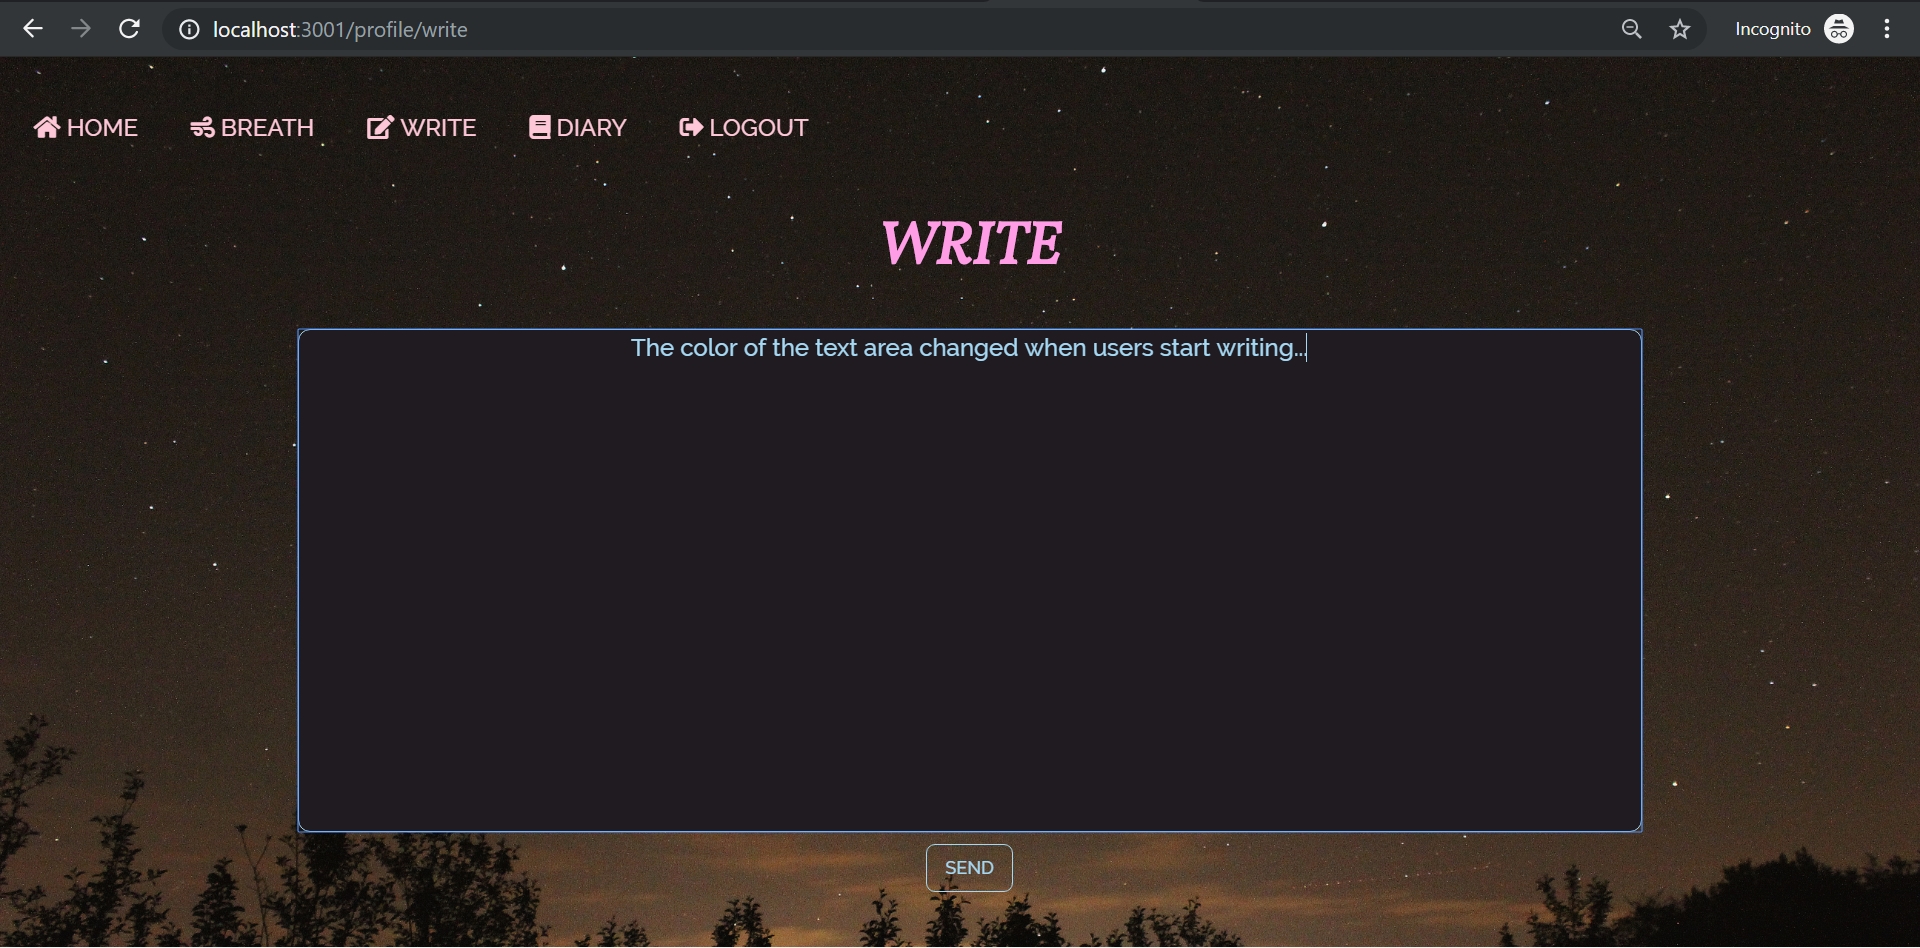 localhost:3001/profile/write
Incognito
HOME BREATH WRITE DIARY LOGOUT
WRITE
The color of the text area changed when users start writing...
SEND